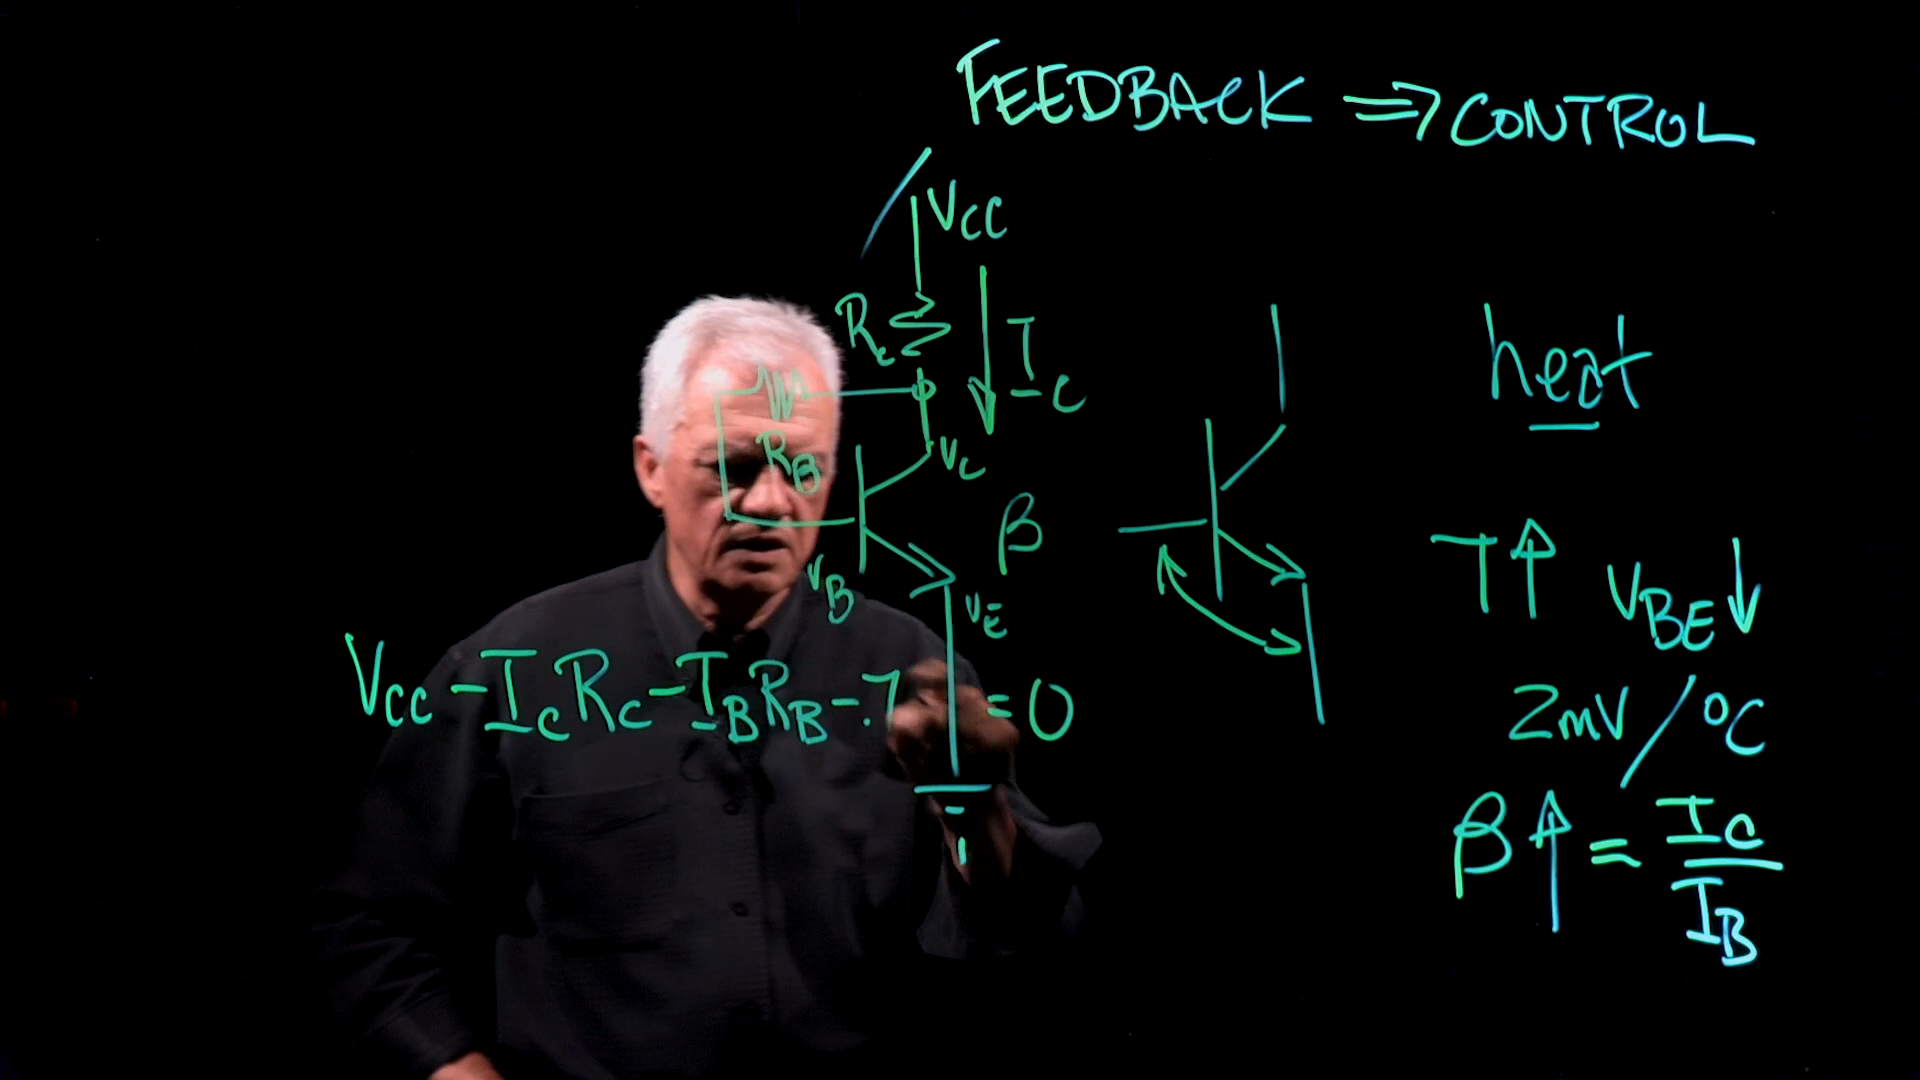 FEEDBACK ⇒ CONTROL
VCC
RC
IC
heat
RB
VC
β
T↑
VBE↓
VB
VE
VCC - ICRC - IBRB - .7 = 0
2mV/°C
β↑ = IC/IB